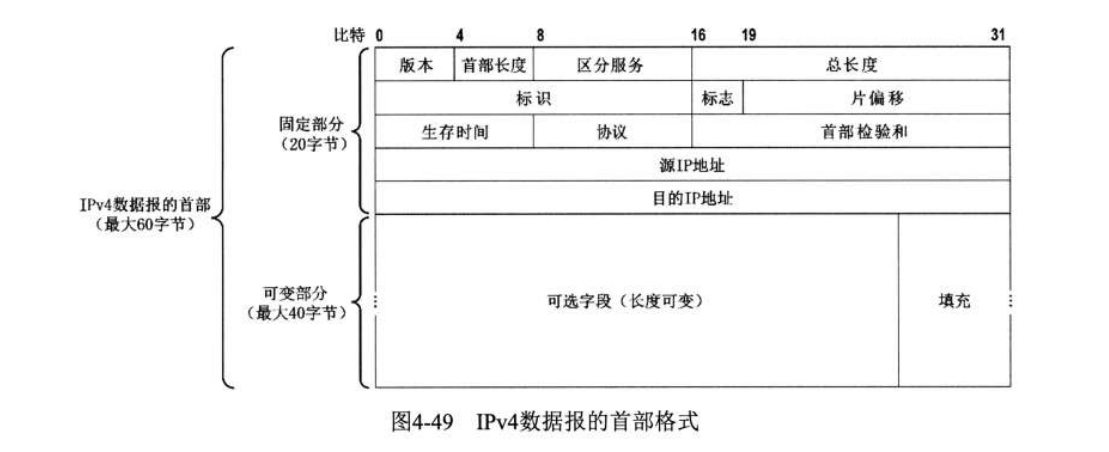 比特 0 4 8 16 19 31
版本 首部长度 区分服务 总长度
标识 标志 片偏移
固定部分
（20字节）
生存时间 协议 首部检验和
源IP地址
目的IP地址
IPv4数据报的首部
（最大60字节）
可变部分
（最大40字节）
可选字段（长度可变） 填充
图4-49 IPv4数据报的首部格式